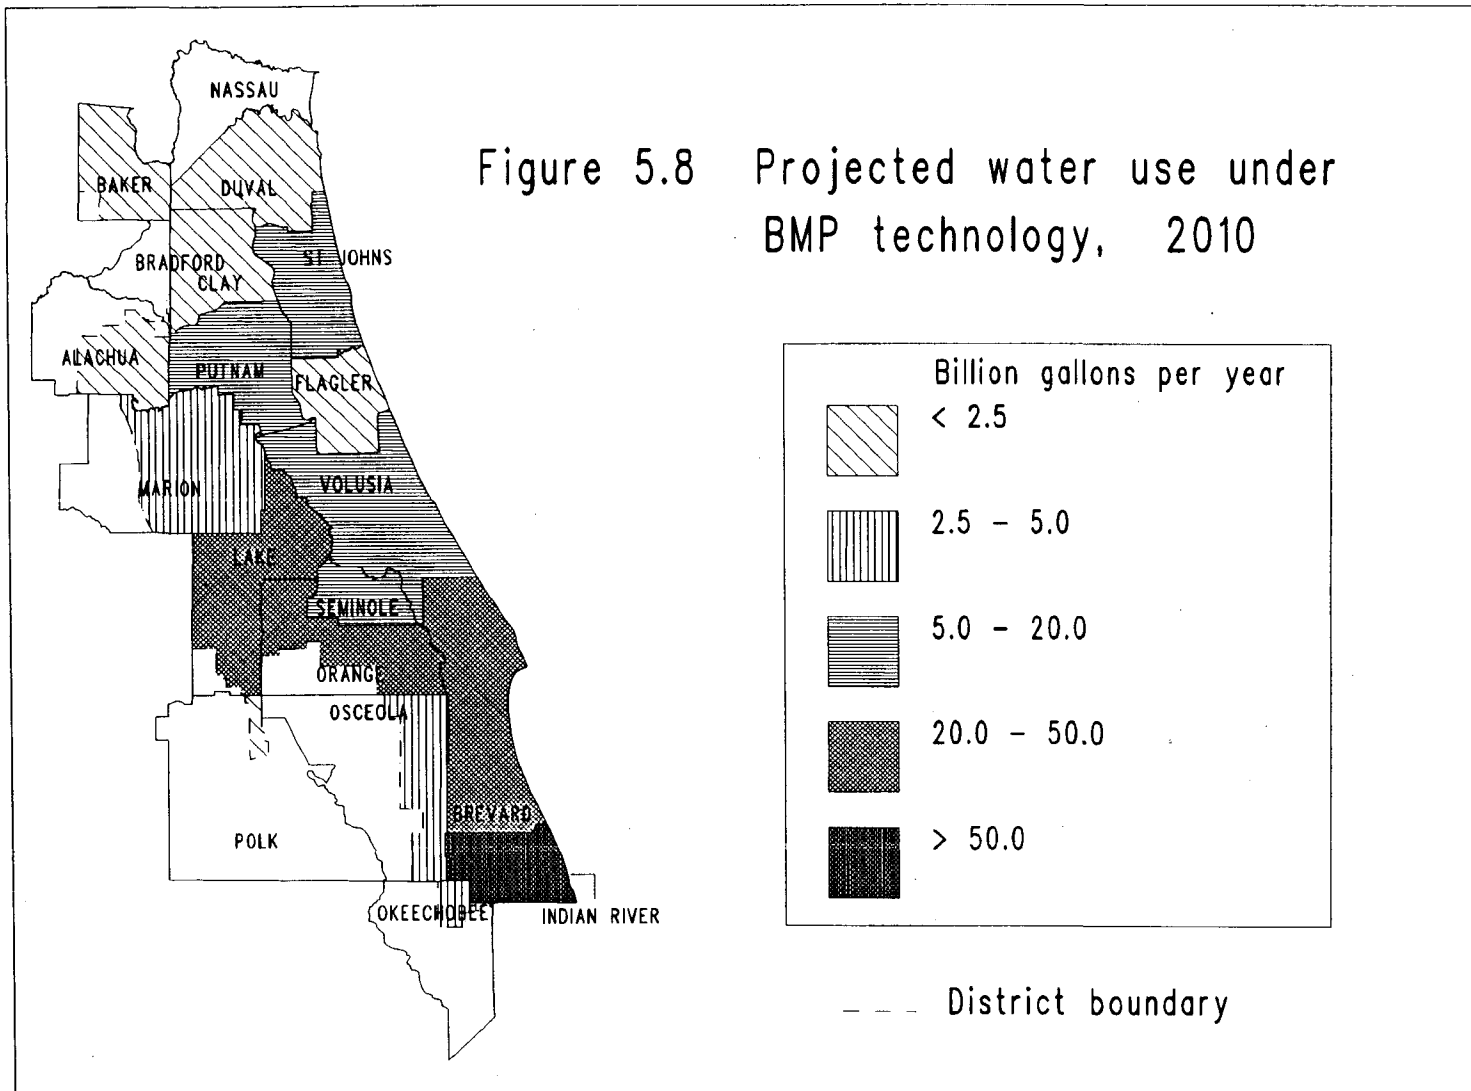 Figure 5.8 Projected water use under
BMP technology, 2010
NASSAU
BAKER
DUVAL
BRADFORD
CLAY
ST. JOHNS
ALACHUA
PUTNAM
FLAGLER
MARION
VOLUSIA
LAKE
SEMINOLE
ORANGE
OSCEOLA
BREVARD
POLK
OKEECHOBEE
INDIAN RIVER
Billion gallons per year
< 2.5
2.5 - 5.0
5.0 - 20.0
20.0 - 50.0
> 50.0
District boundary